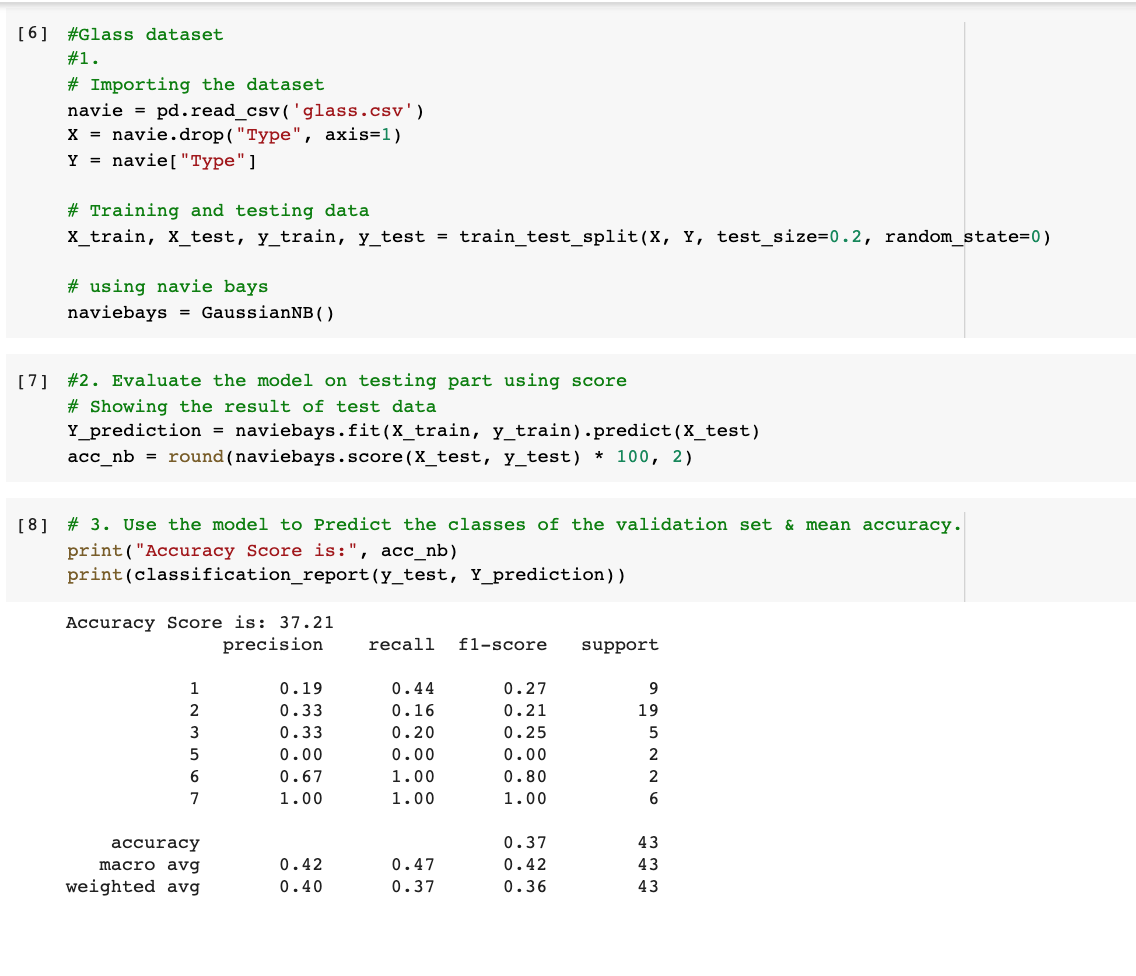 [6] #Glass dataset
#1.
# Importing the dataset
navie = pd.read_csv('glass.csv')
X = navie.drop("Type", axis=1)
Y = navie["Type"]
# Training and testing data
X_train, X_test, y_train, y_test = train_test_split(X, Y, test_size=0.2, random_state=0)
# using navie bays
naviebays = GaussianNB()
[7] #2. Evaluate the model on testing part using score
# Showing the result of test data
Y_prediction = naviebays.fit(X_train, y_train).predict(X_test)
acc_nb = round(naviebays.score(X_test, y_test) * 100, 2)
[8] # 3. Use the model to Predict the classes of the validation set & mean accuracy.
print("Accuracy Score is:", acc_nb)
print(classification_report(y_test, Y_prediction))
Accuracy Score is: 37.21
precision recall f1-score support
1 0.19 0.44 0.27 9
2 0.33 0.16 0.21 19
3 0.33 0.20 0.25 5
5 0.00 0.00 0.00 2
6 0.67 1.00 0.80 2
7 1.00 1.00 1.00 6
accuracy 0.37 43
macro avg 0.42 0.47 0.42 43
weighted avg 0.40 0.37 0.36 43